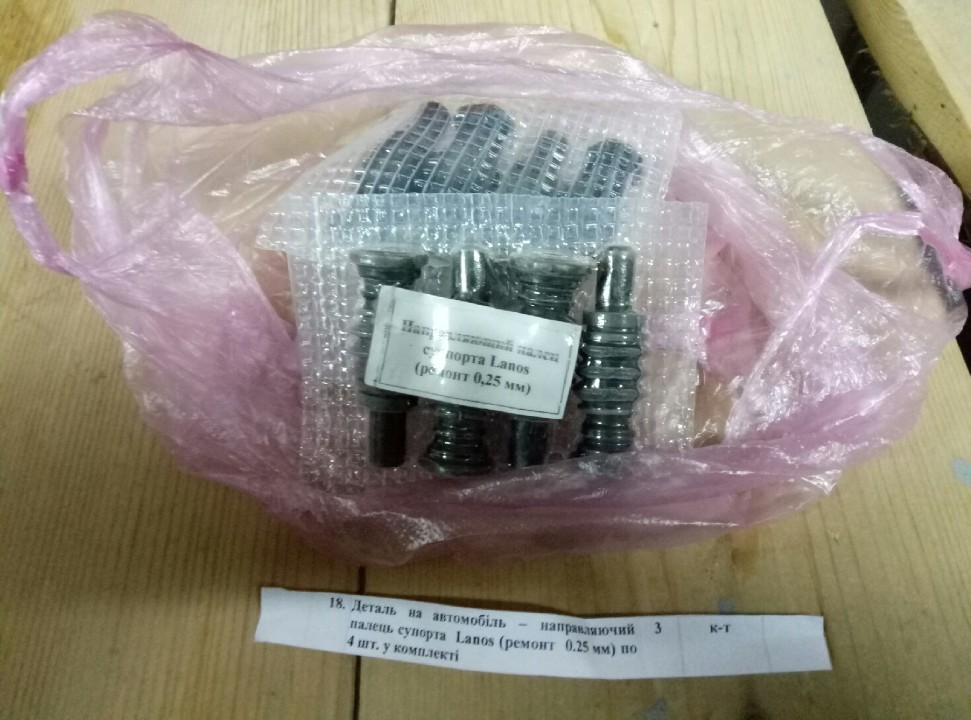 Направляющий палец
суппорта Lanos
(ремонт 0,25 мм)
18. Деталь на автомобіль – направляючий 3 к-т
палець супорта Lanos (ремонт 0.25 мм) по
4 шт. у комплекті